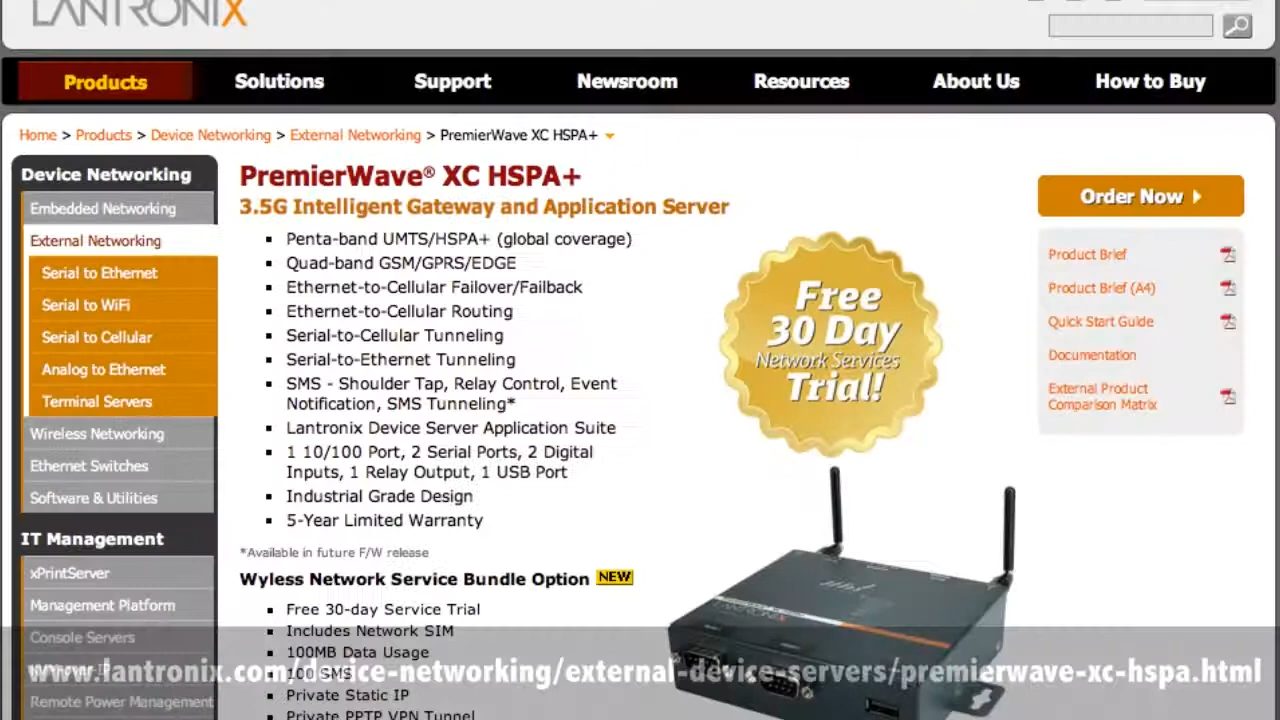 LANTRONIX
Products
Solutions
Support
Newsroom
Resources
About Us
How to Buy
Home > Products > Device Networking > External Networking > PremierWave XC HSPA+
Device Networking
Embedded Networking
External Networking
Serial to Ethernet
Serial to WiFi
Serial to Cellular
Analog to Ethernet
Terminal Servers
Wireless Networking
Ethernet Switches
Software & Utilities
IT Management
xPrintServer
Management Platform
Console Servers
Remote Power Management
PremierWave® XC HSPA+
3.5G Intelligent Gateway and Application Server
Penta-band UMTS/HSPA+ (global coverage)
Quad-band GSM/GPRS/EDGE
Ethernet-to-Cellular Failover/Failback
Ethernet-to-Cellular Routing
Serial-to-Cellular Tunneling
Serial-to-Ethernet Tunneling
SMS - Shoulder Tap, Relay Control, Event
Notification, SMS Tunneling*
Lantronix Device Server Application Suite
1 10/100 Port, 2 Serial Ports, 2 Digital
Inputs, 1 Relay Output, 1 USB Port
Industrial Grade Design
5-Year Limited Warranty
*Available in future F/W release
Wyless Network Service Bundle Option NEW
Free 30-day Service Trial
Includes Network SIM
100MB Data Usage
100 SMS
Private Static IP
Private PPTP VPN Tunnel
Free
30 Day
Network Services
Trial!
LANTRONIX
Order Now
Product Brief
Product Brief (A4)
Quick Start Guide
Documentation
External Product
Comparison Matrix
www.lantronix.com/device-networking/external-device-servers/premierwave-xc-hspa.html